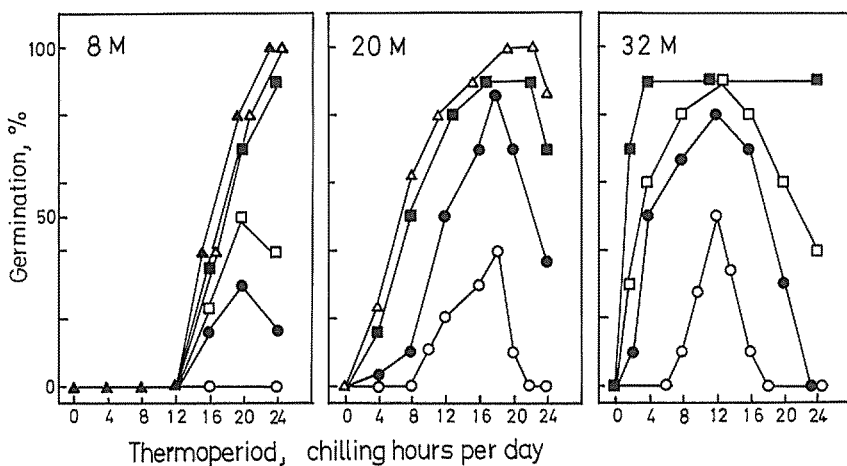 8 M
20 M
32 M
100
50
0
Germination, %
0 4 8 12 16 20 24
0 4 8 12 16 20 24
0 4 8 12 16 20 24
Thermoperiod, chilling hours per day